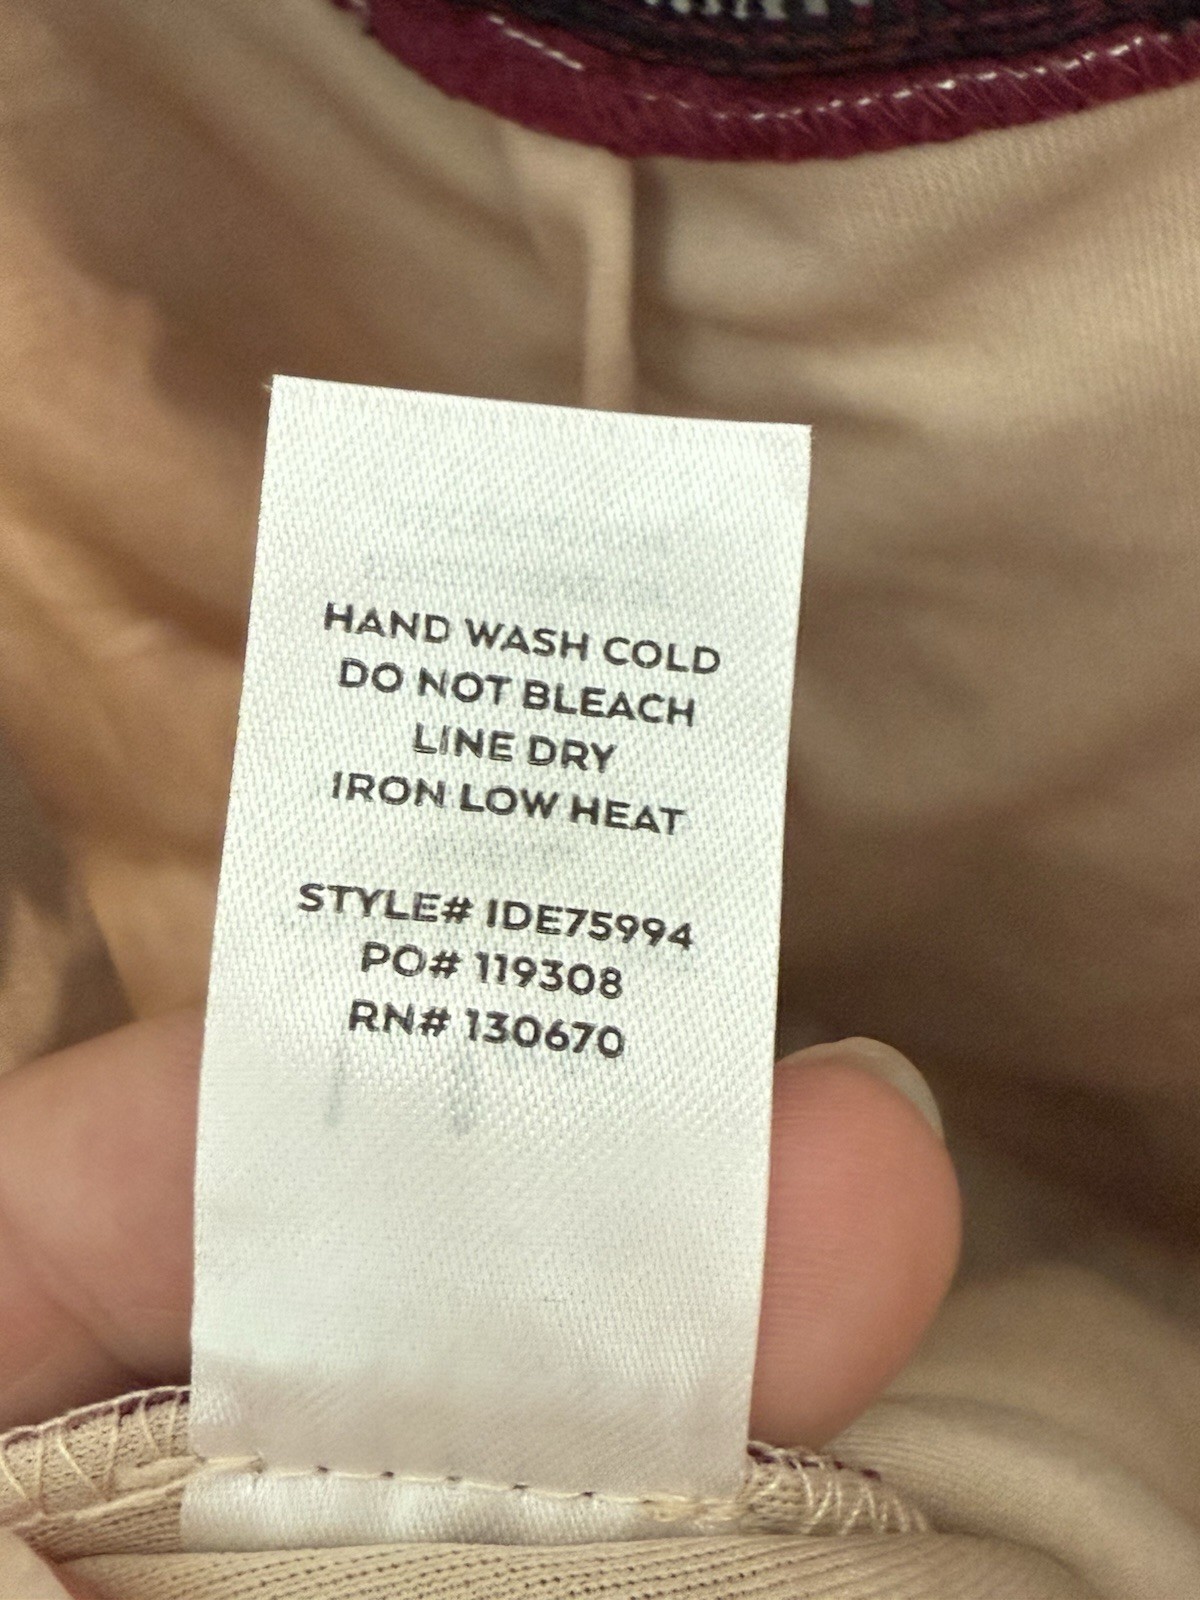 HAND WASH COLD
DO NOT BLEACH
LINE DRY
IRON LOW HEAT
STYLE# IDE75994
PO# 119308
RN# 130670